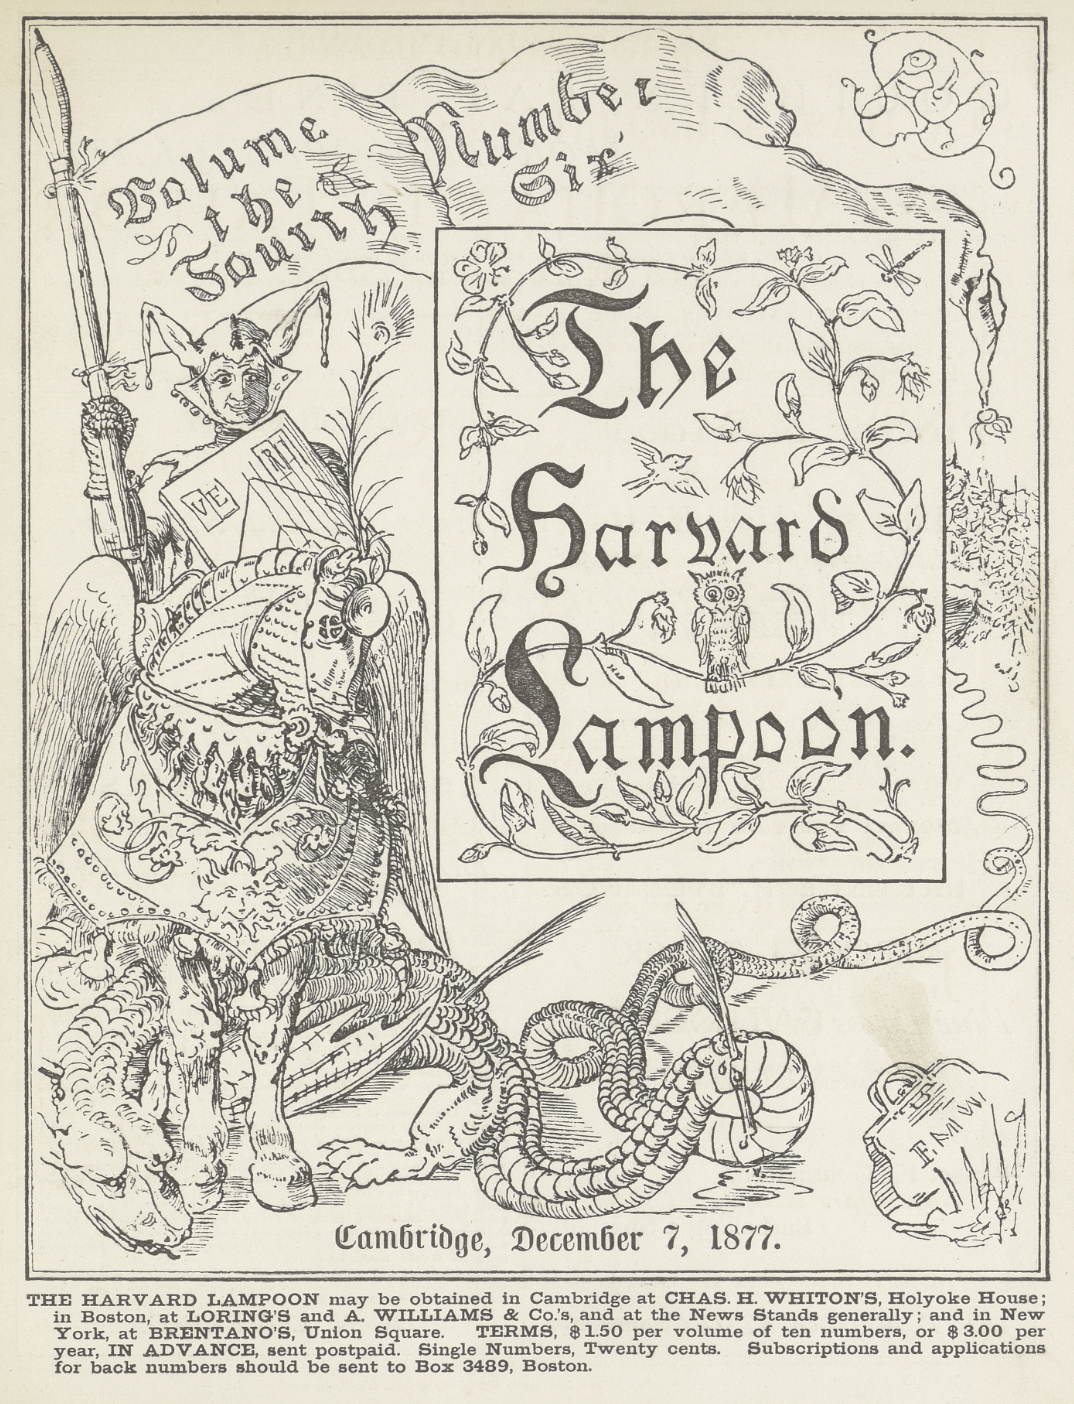 Volume
the
Fourth
Number
Six
VE
RI
The
Harvard
Lampoon.
F.M.W
Cambridge, December 7, 1877.
THE HARVARD LAMPOON may be obtained in Cambridge at CHAS. H. WHITON'S, Holyoke House;
in Boston, at LORING'S and A. WILLIAMS & Co.'s, and at the News Stands generally; and in New
York, at BRENTANO'S, Union Square. TERMS, $1.50 per volume of ten numbers, or $3.00 per
year, IN ADVANCE, sent postpaid. Single Numbers, Twenty cents. Subscriptions and applications
for back numbers should be sent to Box 3489, Boston.